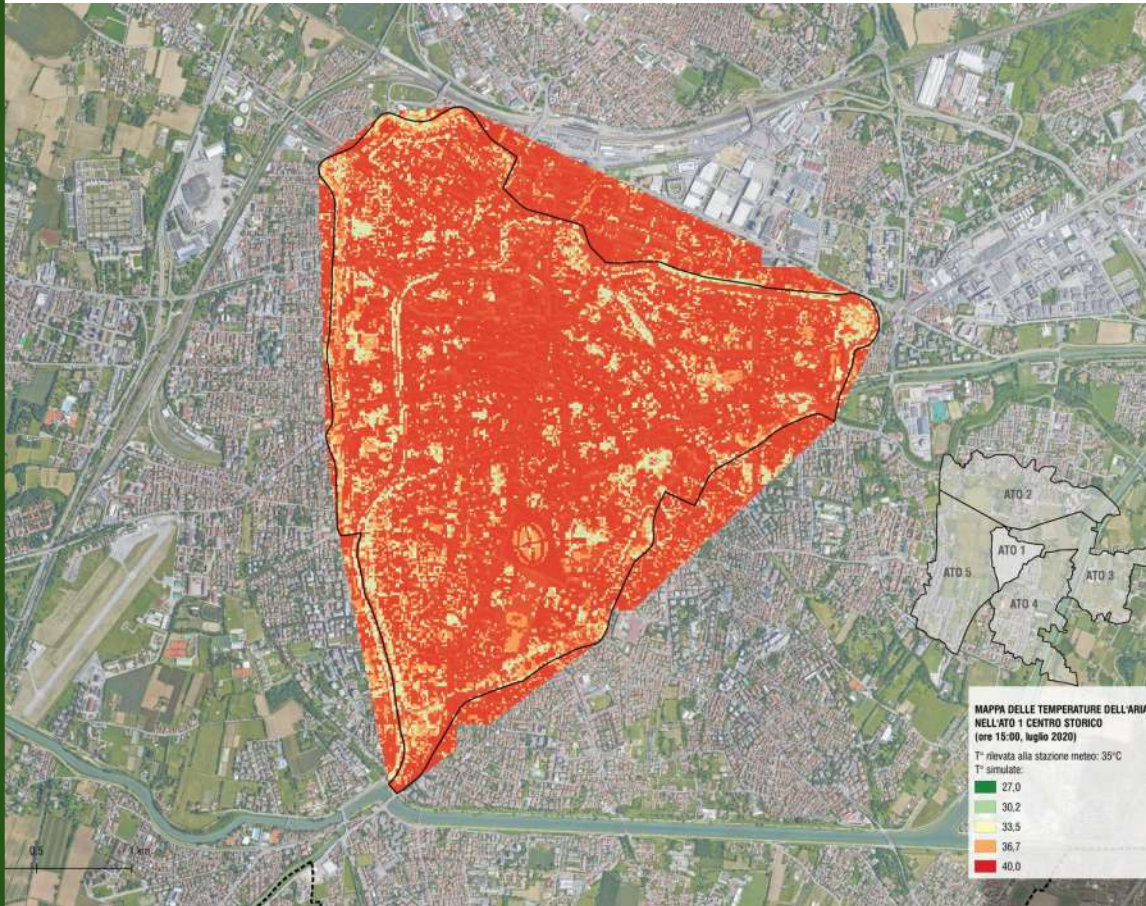 ATO 2
ATO 1
ATO 5
ATO 3
ATO 4
MAPPA DELLE TEMPERATURE DELL'ARIA
NELL'ATO 1 CENTRO STORICO
(ore 15:00, luglio 2020)
T° rilevata alla stazione meteo: 35°C
T° simulate:
27,0
30,2
33,5
36,7
40,0
0,5 1 km